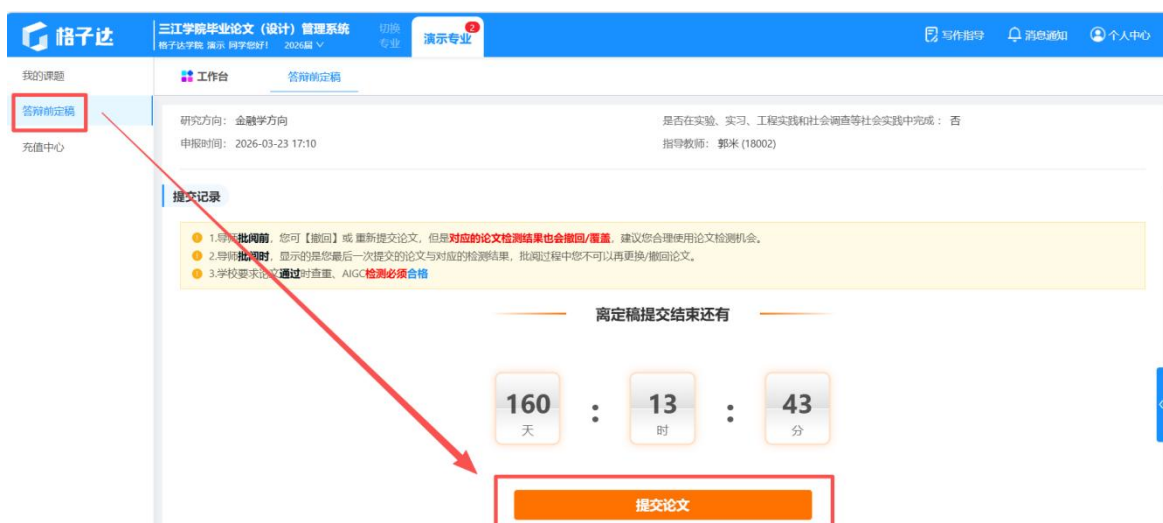 格子达
三江学院毕业论文（设计）管理系统
格子达学院 演示 同学您好！ 2026届
切换专业
演示专业
2
写作指导
消息通知
个人中心
我的课题
答辩前定稿
充值中心
工作台
答辩前定稿
研究方向： 金融学方向
是否在实验、实习、工程实践和社会调查等社会实践中完成： 否
申报时间： 2026-03-23 17:10
指导教师： 郭米 (18002)
提交记录
1.导师批阅前，您可【撤回】或 重新提交论文，但是对应的论文检测结果也会撤回/覆盖，建议您合理使用论文检测机会。
2.导师批阅时，显示的是您最后一次提交的论文与对应的检测结果，批阅过程中您不可以再更换/撤回论文。
3.学校要求论文通过时查重、AIGC检测必须合格
离定稿提交结束还有
160 : 13 : 43
天 时 分
提交论文